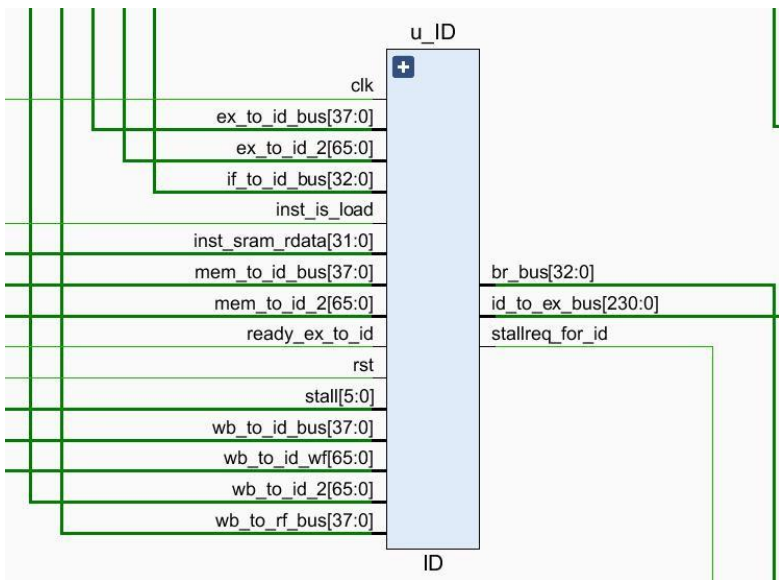 u_ID
clk
ex_to_id_bus[37:0]
ex_to_id_2[65:0]
if_to_id_bus[32:0]
inst_is_load
inst_sram_rdata[31:0]
mem_to_id_bus[37:0]
mem_to_id_2[65:0]
ready_ex_to_id
rst
stall[5:0]
wb_to_id_bus[37:0]
wb_to_id_wf[65:0]
wb_to_id_2[65:0]
wb_to_rf_bus[37:0]
br_bus[32:0]
id_to_ex_bus[230:0]
stallreq_for_id
ID